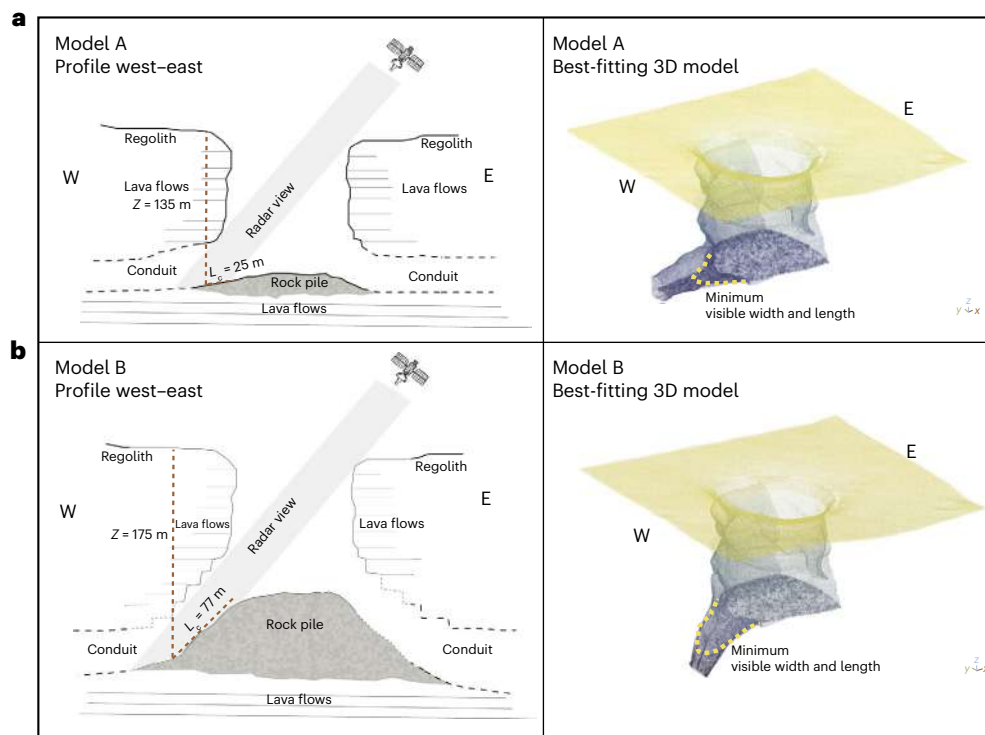 a
Model A
Profile west–east
Regolith
Regolith
W
E
Lava flows
Z = 135 m
Lava flows
Radar view
Conduit
L_c = 25 m
Conduit
Rock pile
Lava flows
Model A
Best-fitting 3D model
E
W
Minimum
visible width and length
z
y x
b
Model B
Profile west–east
Regolith
Regolith
W
E
Lava flows
Lava flows
Z = 175 m
Radar view
L_c = 77 m
Rock pile
Conduit
Conduit
Lava flows
Model B
Best-fitting 3D model
E
W
Minimum
visible width and length
z
y x